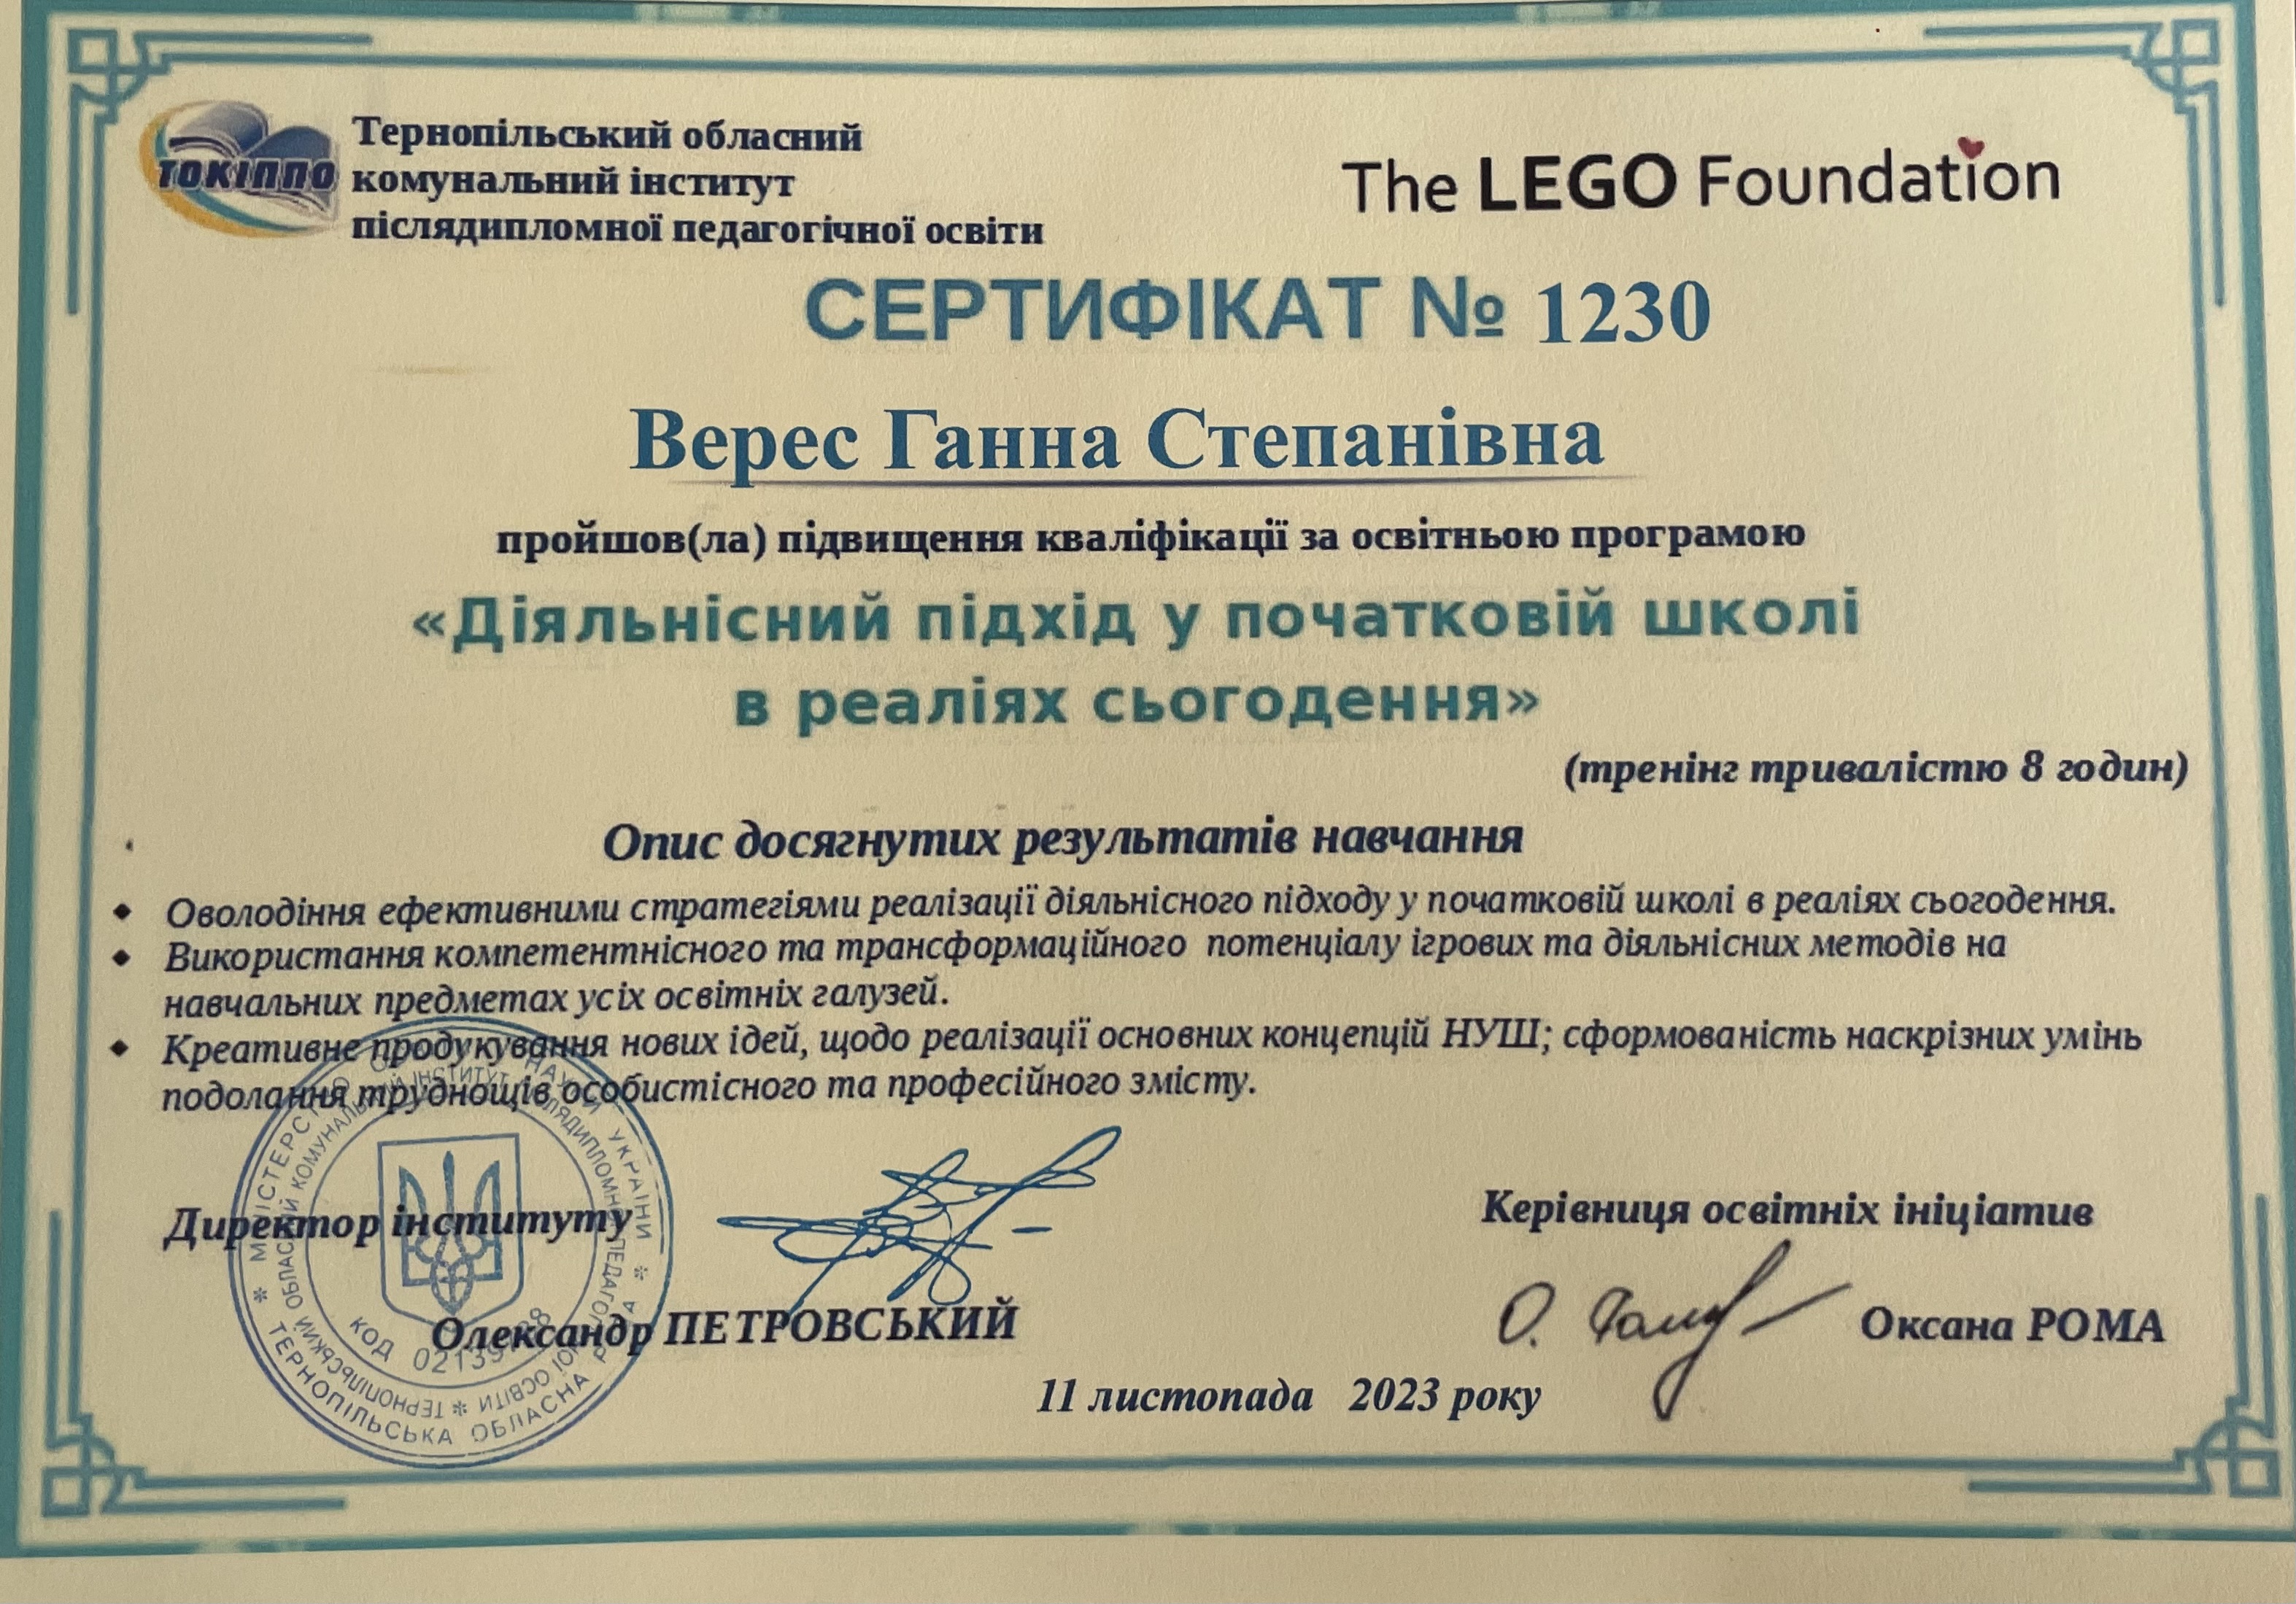 ТОКІППО
Тернопільський обласний
комунальний інститут
післядипломної педагогічної освіти
The LEGO Foundation
СЕРТИФІКАТ № 1230
Верес Ганна Степанівна
пройшов(ла) підвищення кваліфікації за освітньою програмою
«Діяльнісний підхід у початковій школі
в реаліях сьогодення»
(тренінг тривалістю 8 годин)
Опис досягнутих результатів навчання
• Оволодіння ефективними стратегіями реалізації діяльнісного підходу у початковій школі в реаліях сьогодення.
• Використання компетентнісного та трансформаційного потенціалу ігрових та діяльнісних методів на
навчальних предметах усіх освітніх галузей.
• Креативне продукування нових ідей, щодо реалізації основних концепцій НУШ; сформованість наскрізних умінь
подолання труднощів особистісного та професійного змісту.
Директор інституту
Керівниця освітніх ініціатив
Олександр ПЕТРОВСЬКИЙ
Оксана РОМА
11 листопада 2023 року
УКРАЇНИ
ТЕРНОПІЛЬСЬКА ОБЛАСНА
КОД